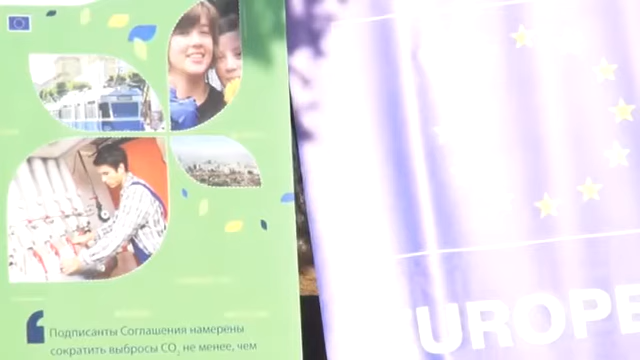 Подписанты Соглашения намерены
сократить выбросы CO₂ не менее, чем
UROPE